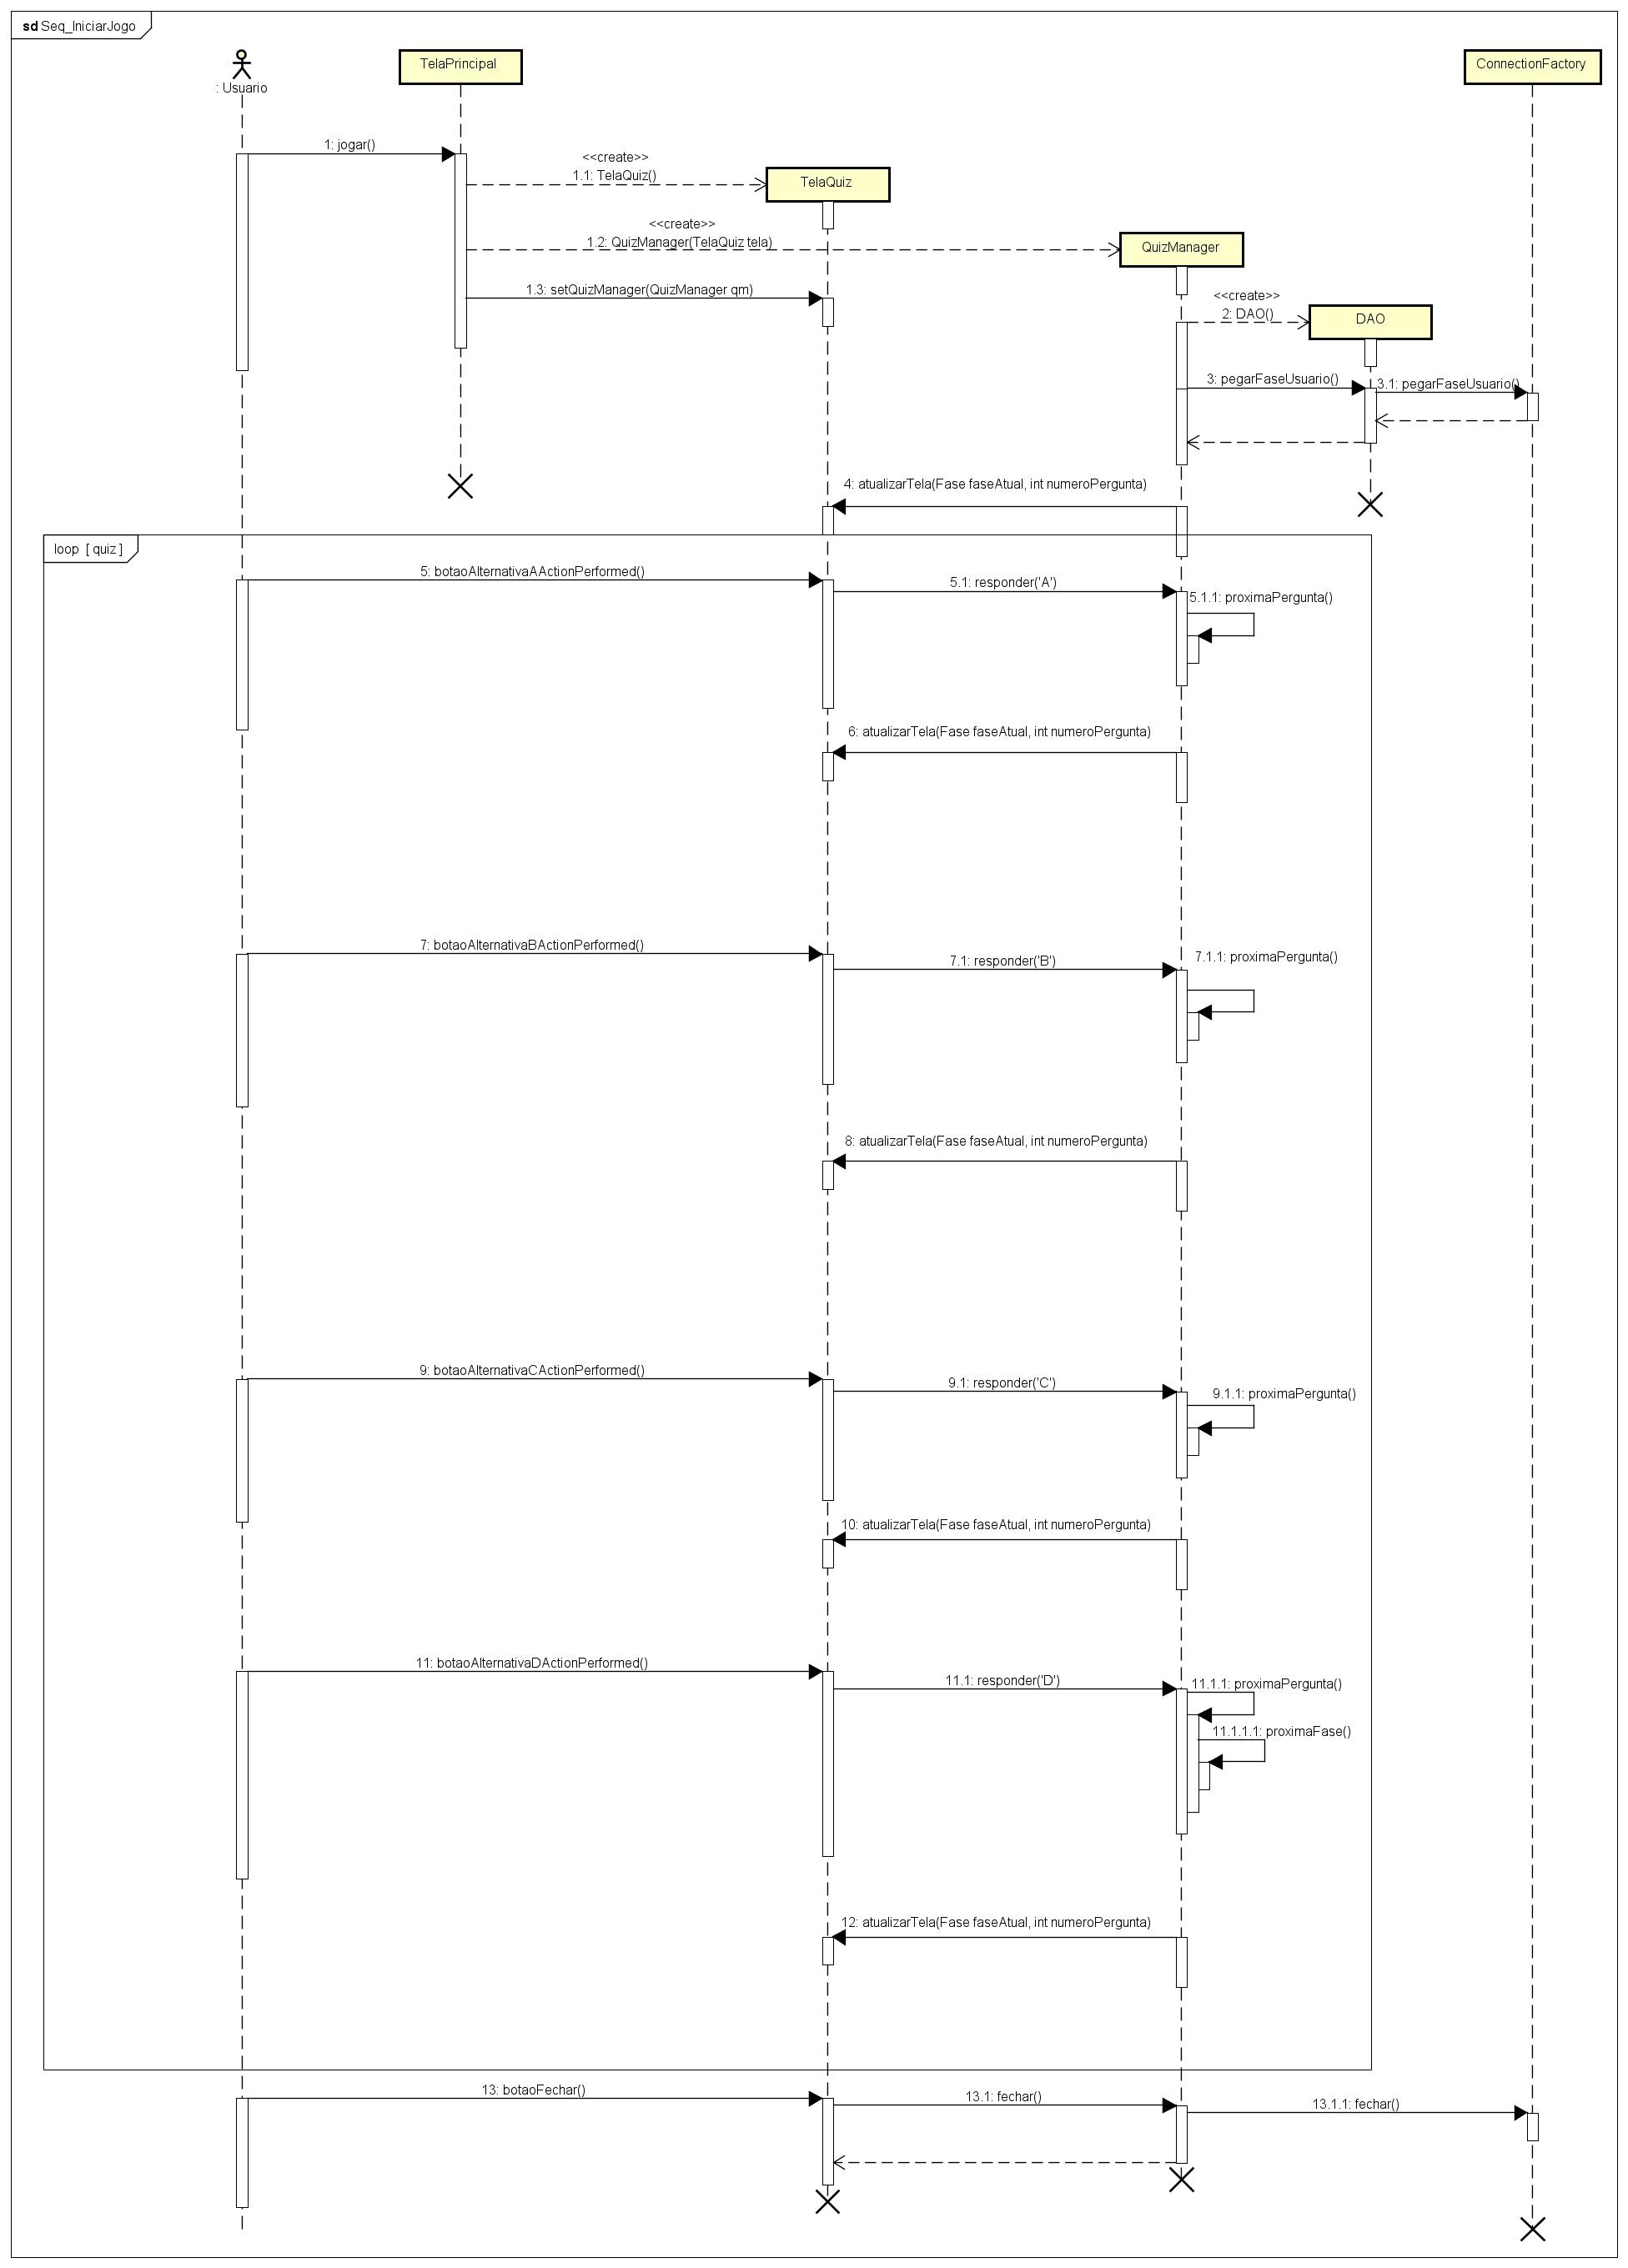 sd Seq_IniciarJogo
: Usuario
TelaPrincipal
ConnectionFactory
1: jogar()
<<create>>
1.1: TelaQuiz()
TelaQuiz
<<create>>
1.2: QuizManager(TelaQuiz tela)
QuizManager
1.3: setQuizManager(QuizManager qm)
<<create>>
2: DAO()
DAO
3: pegarFaseUsuario()
3.1: pegarFaseUsuario()
4: atualizarTela(Fase faseAtual, int numeroPergunta)
loop [ quiz ]
5: botaoAlternativaAActionPerformed()
5.1: responder('A')
5.1.1: proximaPergunta()
6: atualizarTela(Fase faseAtual, int numeroPergunta)
7: botaoAlternativaBActionPerformed()
7.1: responder('B')
7.1.1: proximaPergunta()
8: atualizarTela(Fase faseAtual, int numeroPergunta)
9: botaoAlternativaCActionPerformed()
9.1: responder('C')
9.1.1: proximaPergunta()
10: atualizarTela(Fase faseAtual, int numeroPergunta)
11: botaoAlternativaDActionPerformed()
11.1: responder('D')
11.1.1: proximaPergunta()
11.1.1.1: proximaFase()
12: atualizarTela(Fase faseAtual, int numeroPergunta)
13: botaoFechar()
13.1: fechar()
13.1.1: fechar()